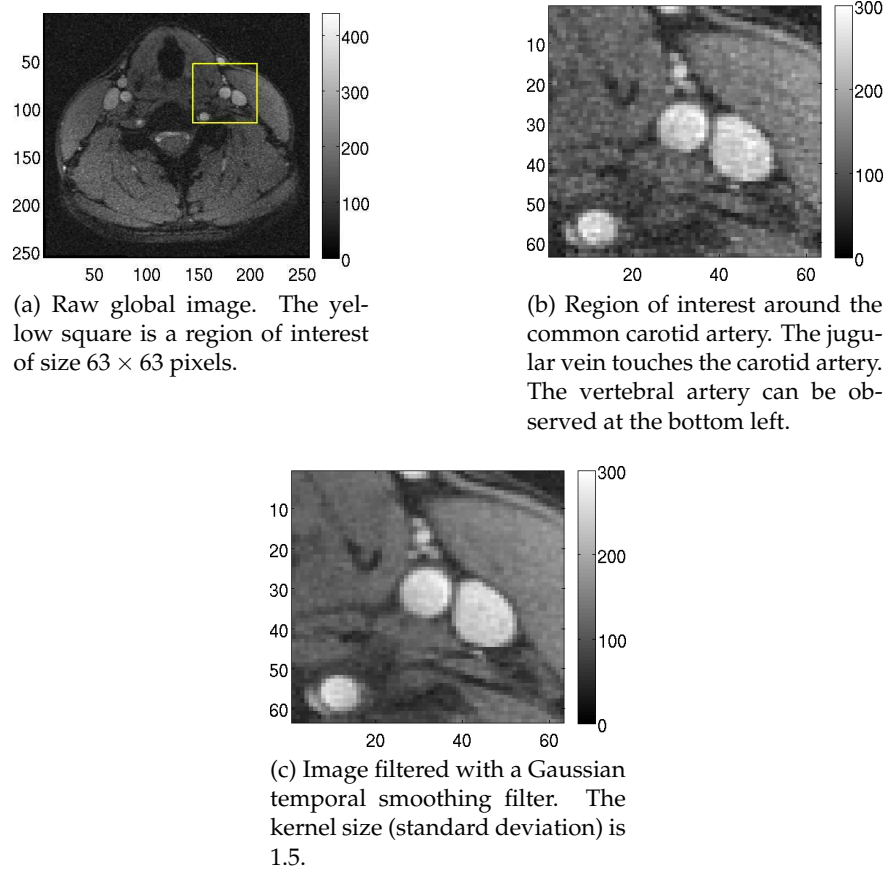 50
100
150
200
250
50 100 150 200 250
400
300
200
100
0
(a) Raw global image. The yel-
low square is a region of interest
of size 63 × 63 pixels.
10
20
30
40
50
60
20 40 60
300
200
100
0
(b) Region of interest around the
common carotid artery. The jugu-
lar vein touches the carotid artery.
The vertebral artery can be ob-
served at the bottom left.
10
20
30
40
50
60
20 40 60
300
200
100
0
(c) Image filtered with a Gaussian
temporal smoothing filter. The
kernel size (standard deviation) is
1.5.